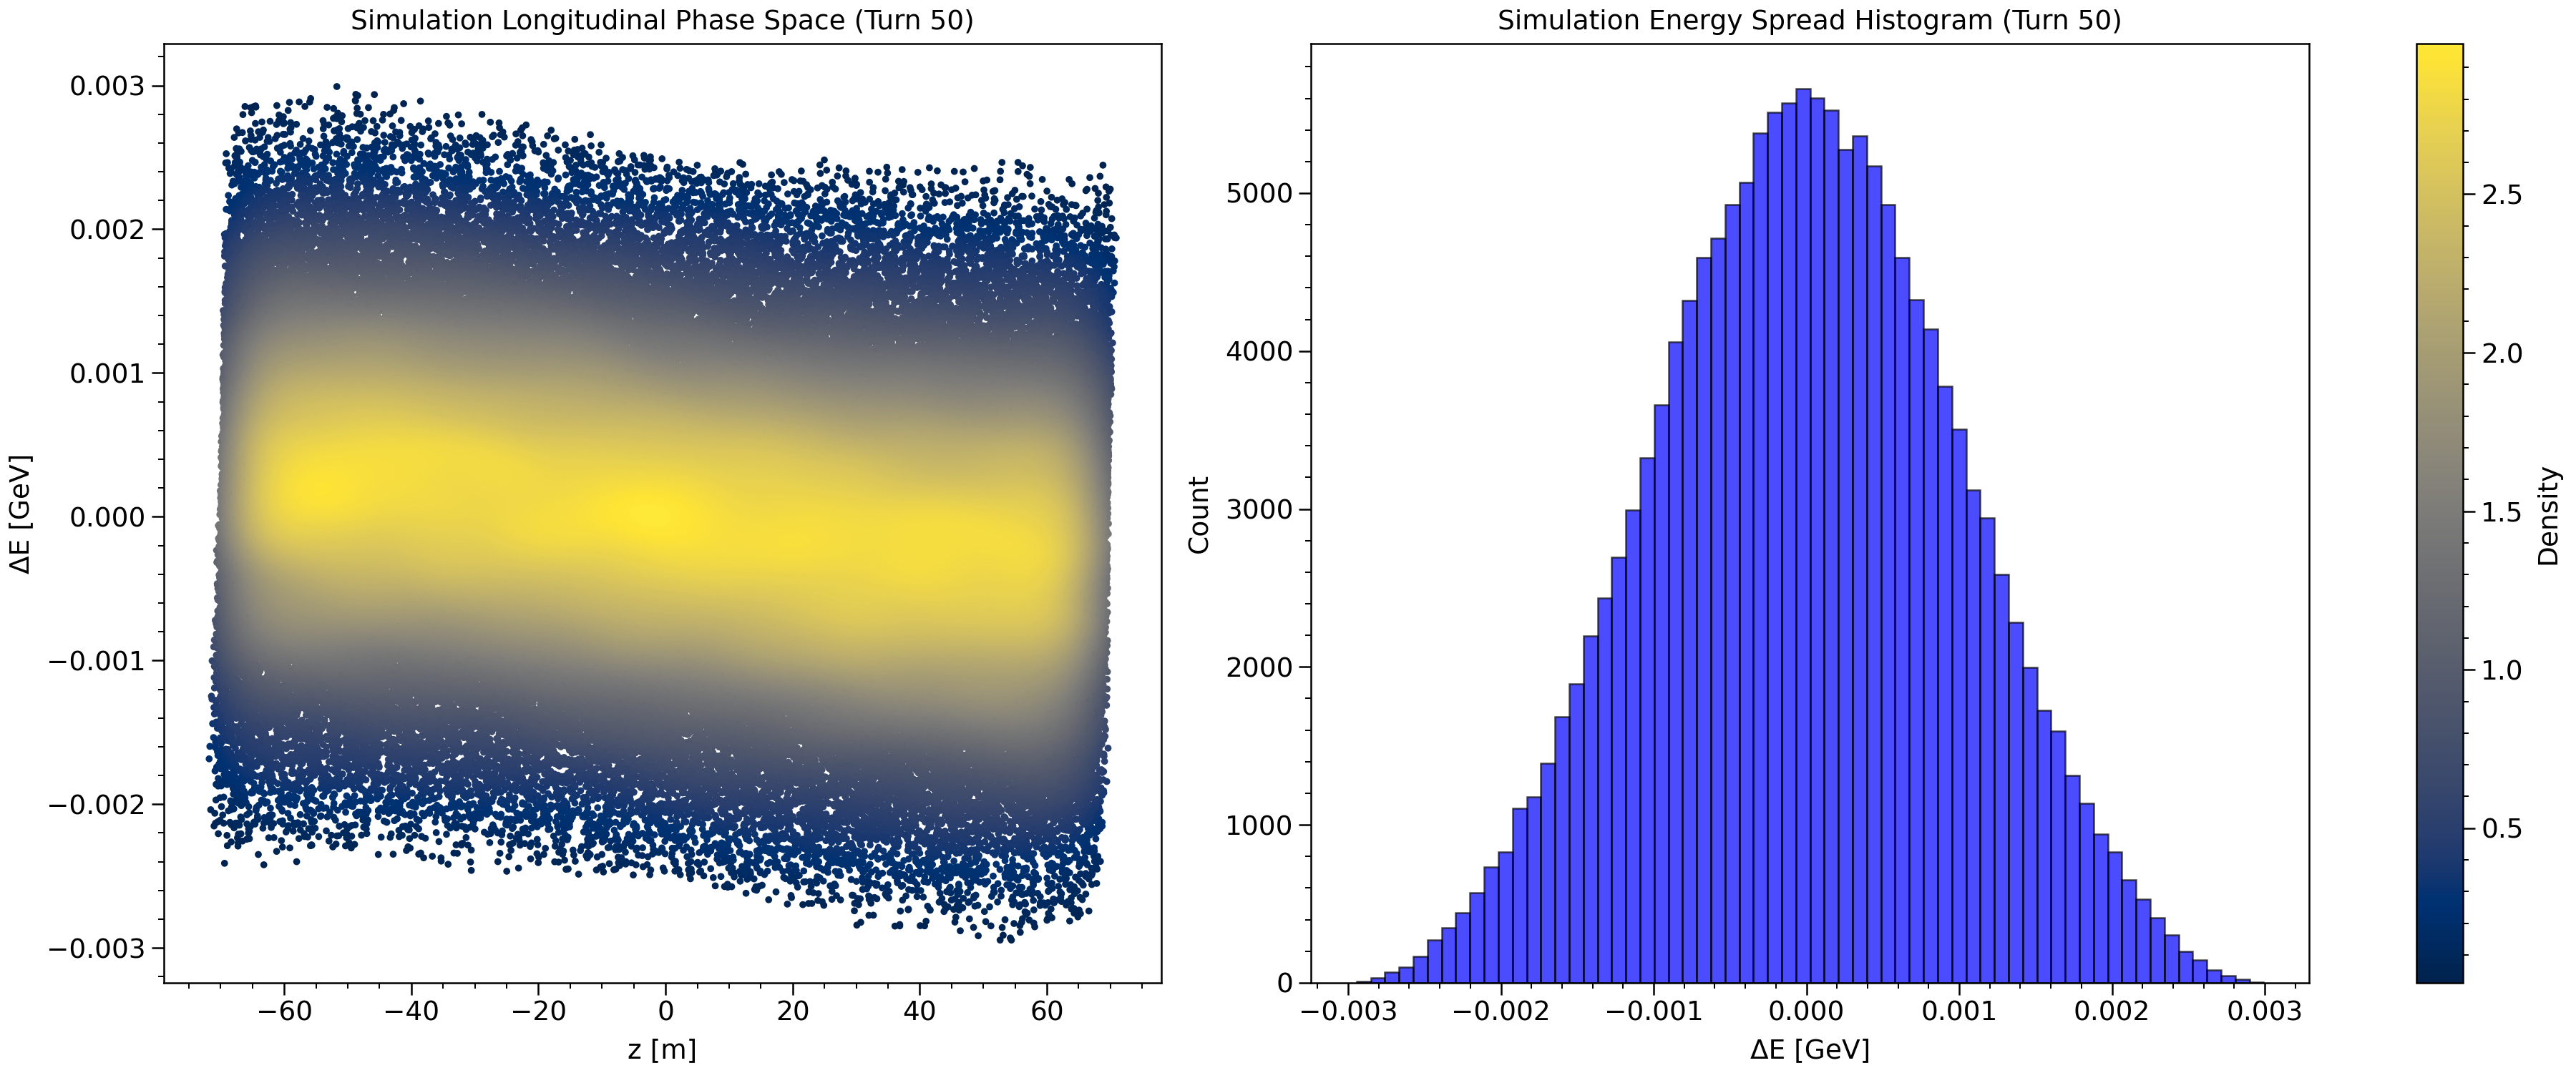 Simulation Longitudinal Phase Space (Turn 50)
ΔE [GeV]
0.003
0.002
0.001
0.000
−0.001
−0.002
−0.003
−60 −40 −20 0 20 40 60
z [m]
Simulation Energy Spread Histogram (Turn 50)
Count
5000
4000
3000
2000
1000
0
−0.003 −0.002 −0.001 0.000 0.001 0.002 0.003
ΔE [GeV]
2.5
2.0
1.5
1.0
0.5
Density